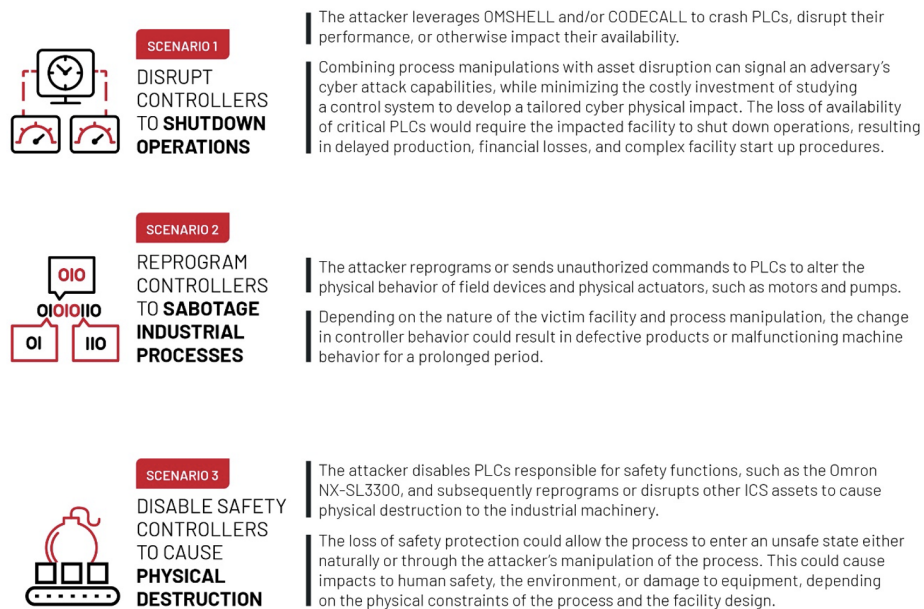 SCENARIO 1
DISRUPT
CONTROLLERS
TO SHUTDOWN
OPERATIONS
The attacker leverages OMSHELL and/or CODECALL to crash PLCs, disrupt their
performance, or otherwise impact their availability.
Combining process manipulations with asset disruption can signal an adversary's
cyber attack capabilities, while minimizing the costly investment of studying
a control system to develop a tailored cyber physical impact. The loss of availability
of critical PLCs would require the impacted facility to shut down operations, resulting
in delayed production, financial losses, and complex facility start up procedures.
SCENARIO 2
010
01010110
01
110
REPROGRAM
CONTROLLERS
TO SABOTAGE
INDUSTRIAL
PROCESSES
The attacker reprograms or sends unauthorized commands to PLCs to alter the
physical behavior of field devices and physical actuators, such as motors and pumps.
Depending on the nature of the victim facility and process manipulation, the change
in controller behavior could result in defective products or malfunctioning machine
behavior for a prolonged period.
SCENARIO 3
DISABLE SAFETY
CONTROLLERS
TO CAUSE
PHYSICAL
DESTRUCTION
The attacker disables PLCs responsible for safety functions, such as the Omron
NX-SL3300, and subsequently reprograms or disrupts other ICS assets to cause
physical destruction to the industrial machinery.
The loss of safety protection could allow the process to enter an unsafe state either
naturally or through the attacker's manipulation of the process. This could cause
impacts to human safety, the environment, or damage to equipment, depending
on the physical constraints of the process and the facility design.